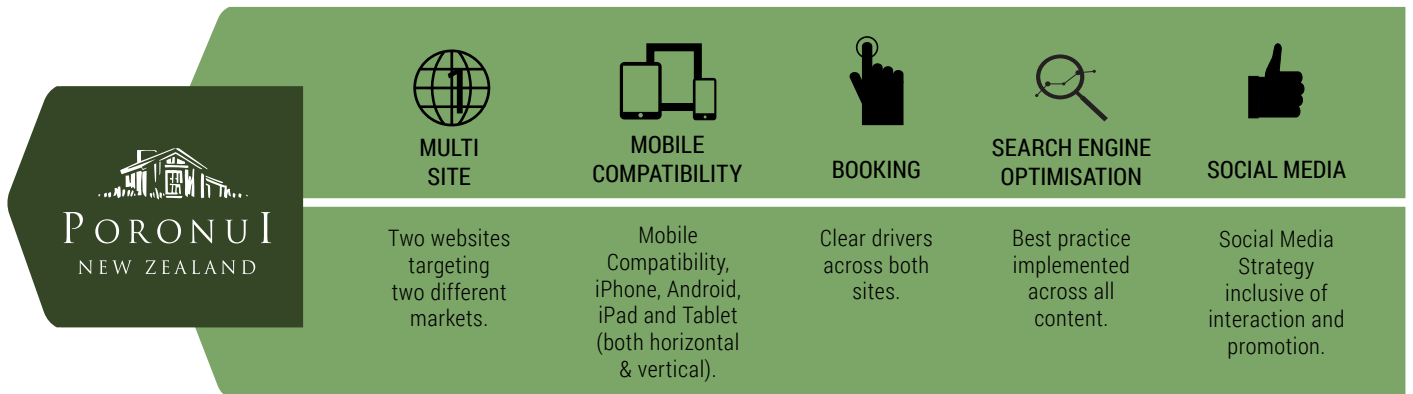 PORONUI
NEW ZEALAND
1
MULTI
SITE
Two websites
targeting
two different
markets.
MOBILE
COMPATIBILITY
Mobile
Compatibility,
iPhone, Android,
iPad and Tablet
(both horizontal
& vertical).
BOOKING
Clear drivers
across both
sites.
SEARCH ENGINE
OPTIMISATION
Best practice
implemented
across all
content.
SOCIAL MEDIA
Social Media
Strategy
inclusive of
interaction and
promotion.